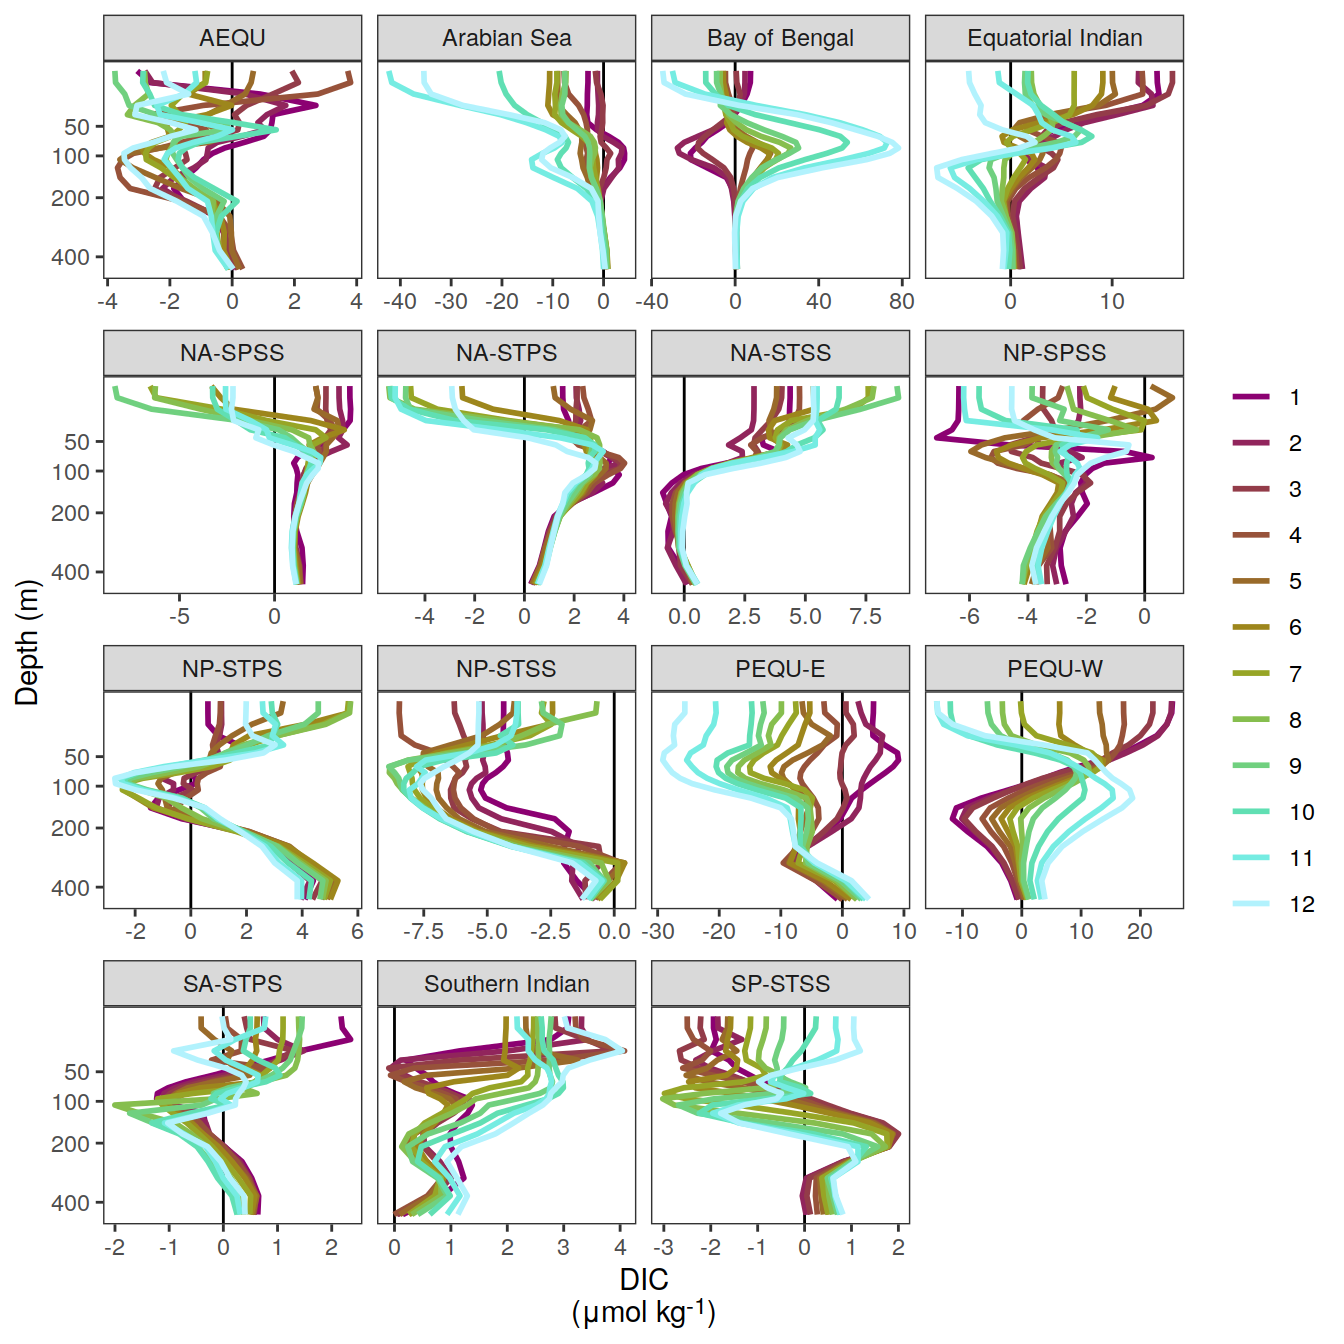 AEQU
Arabian Sea
Bay of Bengal
Equatorial Indian
50
100
200
400
-4 -2 0 2 4
-40 -30 -20 -10 0
-40 0 40 80
0 10
NA-SPSS
NA-STPS
NA-STSS
NP-SPSS
50
100
200
400
-5 0
-4 -2 0 2 4
0.0 2.5 5.0 7.5
-6 -4 -2 0
NP-STPS
NP-STSS
PEQU-E
PEQU-W
50
100
200
400
-2 0 2 4 6
-7.5 -5.0 -2.5 0.0
-30 -20 -10 0 10
-10 0 10 20
SA-STPS
Southern Indian
SP-STSS
50
100
200
400
-2 -1 0 1 2
0 1 2 3 4
-3 -2 -1 0 1 2
Depth (m)
DIC
(µmol kg⁻¹)
1
2
3
4
5
6
7
8
9
10
11
12